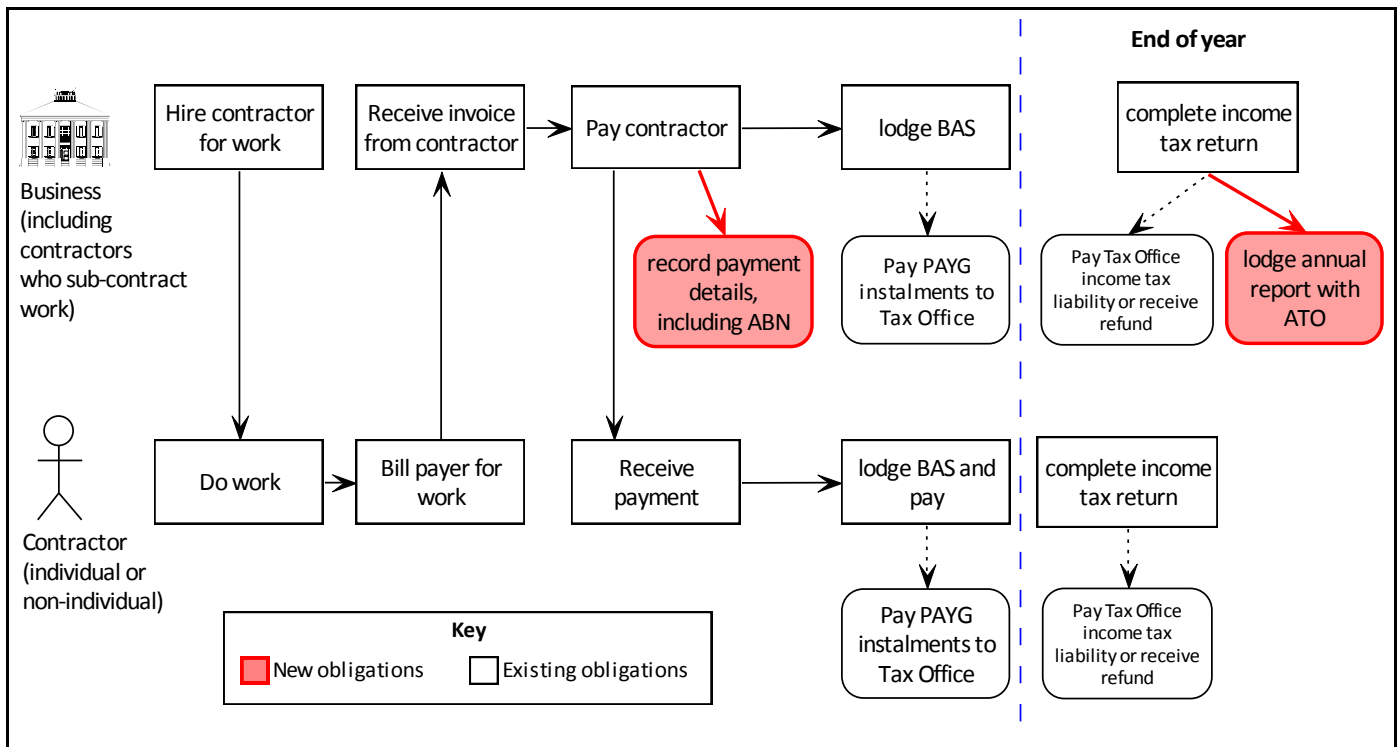 End of year
Hire contractor
for work
Receive invoice
from contractor
Pay contractor
lodge BAS
complete income
tax return
Business
(including
contractors
who sub-contract
work)
record payment
details,
including ABN
Pay PAYG
instalments to
Tax Office
Pay Tax Office
income tax
liability or receive
refund
lodge annual
report with
ATO
Do work
Bill payer for
work
Receive
payment
lodge BAS and
pay
complete income
tax return
Contractor
(individual or
non-individual)
Pay PAYG
instalments to
Tax Office
Pay Tax Office
income tax
liability or receive
refund
Key
New obligations
Existing obligations